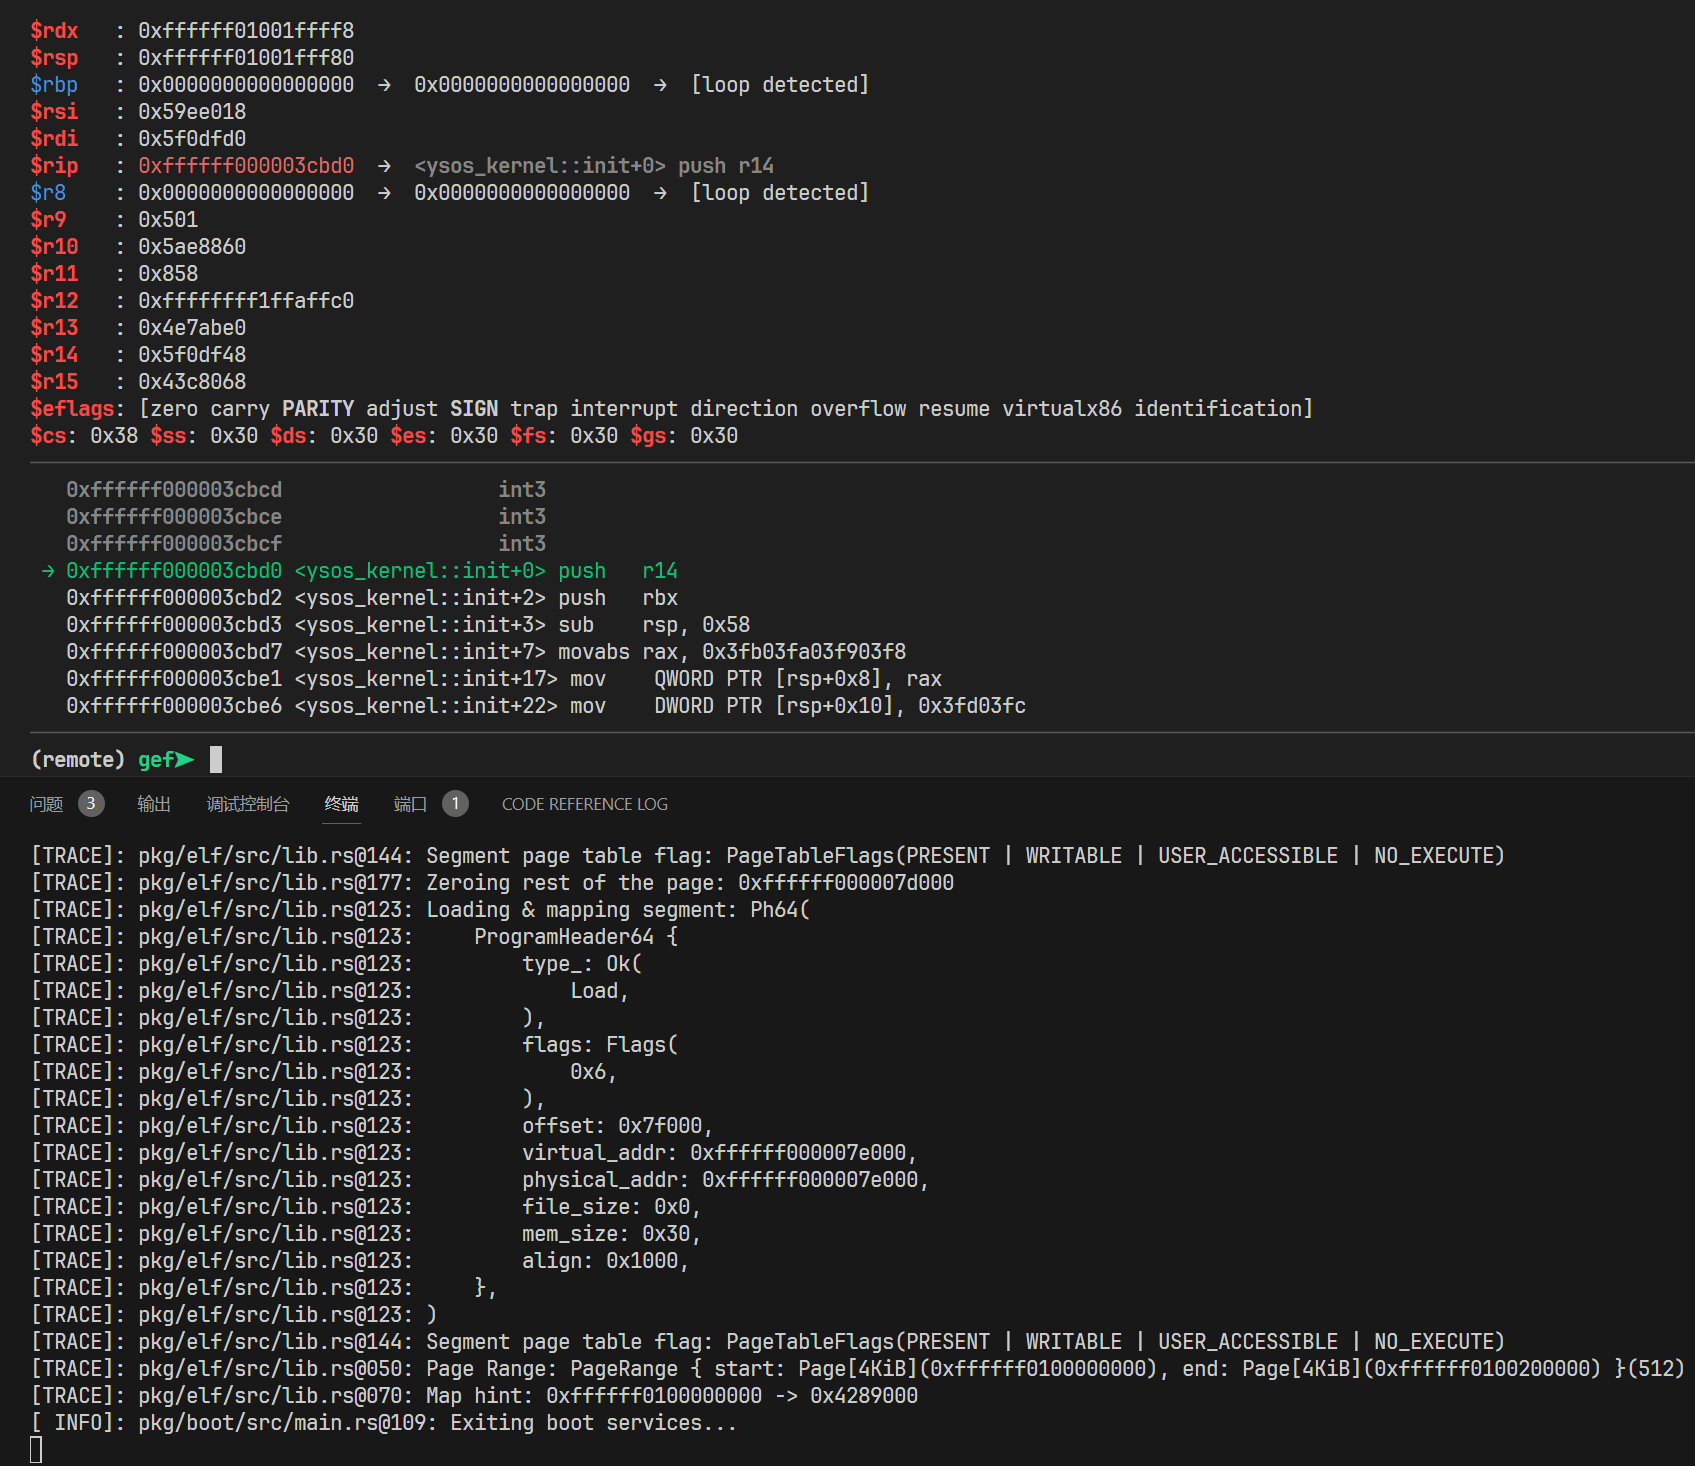 $rdx   : 0xffffff01001ffff8
$rsp   : 0xffffff01001fff80
$rbp   : 0x0000000000000000  →  0x0000000000000000  →  [loop detected]
$rsi   : 0x59ee018
$rdi   : 0x5f0dfd0
$rip   : 0xffffff000003cbd0  →  <ysos_kernel::init+0> push r14
$r8    : 0x0000000000000000  →  0x0000000000000000  →  [loop detected]
$r9    : 0x501
$r10   : 0x5ae8860
$r11   : 0x858
$r12   : 0xffffffff1ffaffc0
$r13   : 0x4e7abe0
$r14   : 0x5f0df48
$r15   : 0x43c8068
$eflags: [zero carry PARITY adjust SIGN trap interrupt direction overflow resume virtualx86 identification]
$cs: 0x38 $ss: 0x30 $ds: 0x30 $es: 0x30 $fs: 0x30 $gs: 0x30
   0xffffff000003cbcd                  int3
   0xffffff000003cbce                  int3
   0xffffff000003cbcf                  int3
 → 0xffffff000003cbd0 <ysos_kernel::init+0> push   r14
   0xffffff000003cbd2 <ysos_kernel::init+2> push   rbx
   0xffffff000003cbd3 <ysos_kernel::init+3> sub    rsp, 0x58
   0xffffff000003cbd7 <ysos_kernel::init+7> movabs rax, 0x3fb03fa03f903f8
   0xffffff000003cbe1 <ysos_kernel::init+17> mov    QWORD PTR [rsp+0x8], rax
   0xffffff000003cbe6 <ysos_kernel::init+22> mov    DWORD PTR [rsp+0x10], 0x3fd03fc
(remote) gef➤
问题 3 输出 调试控制台 终端 端口 1 CODE REFERENCE LOG
[TRACE]: pkg/elf/src/lib.rs@144: Segment page table flag: PageTableFlags(PRESENT | WRITABLE | USER_ACCESSIBLE | NO_EXECUTE)
[TRACE]: pkg/elf/src/lib.rs@177: Zeroing rest of the page: 0xffffff000007d000
[TRACE]: pkg/elf/src/lib.rs@123: Loading & mapping segment: Ph64(
[TRACE]: pkg/elf/src/lib.rs@123:     ProgramHeader64 {
[TRACE]: pkg/elf/src/lib.rs@123:         type_: Ok(
[TRACE]: pkg/elf/src/lib.rs@123:             Load,
[TRACE]: pkg/elf/src/lib.rs@123:         ),
[TRACE]: pkg/elf/src/lib.rs@123:         flags: Flags(
[TRACE]: pkg/elf/src/lib.rs@123:             0x6,
[TRACE]: pkg/elf/src/lib.rs@123:         ),
[TRACE]: pkg/elf/src/lib.rs@123:         offset: 0x7f000,
[TRACE]: pkg/elf/src/lib.rs@123:         virtual_addr: 0xffffff000007e000,
[TRACE]: pkg/elf/src/lib.rs@123:         physical_addr: 0xffffff000007e000,
[TRACE]: pkg/elf/src/lib.rs@123:         file_size: 0x0,
[TRACE]: pkg/elf/src/lib.rs@123:         mem_size: 0x30,
[TRACE]: pkg/elf/src/lib.rs@123:         align: 0x1000,
[TRACE]: pkg/elf/src/lib.rs@123:     },
[TRACE]: pkg/elf/src/lib.rs@123: )
[TRACE]: pkg/elf/src/lib.rs@144: Segment page table flag: PageTableFlags(PRESENT | WRITABLE | USER_ACCESSIBLE | NO_EXECUTE)
[TRACE]: pkg/elf/src/lib.rs@050: Page Range: PageRange { start: Page[4KiB](0xffffff0100000000), end: Page[4KiB](0xffffff0100200000) }(512)
[TRACE]: pkg/elf/src/lib.rs@070: Map hint: 0xffffff0100000000 -> 0x4289000
[ INFO]: pkg/boot/src/main.rs@109: Exiting boot services...